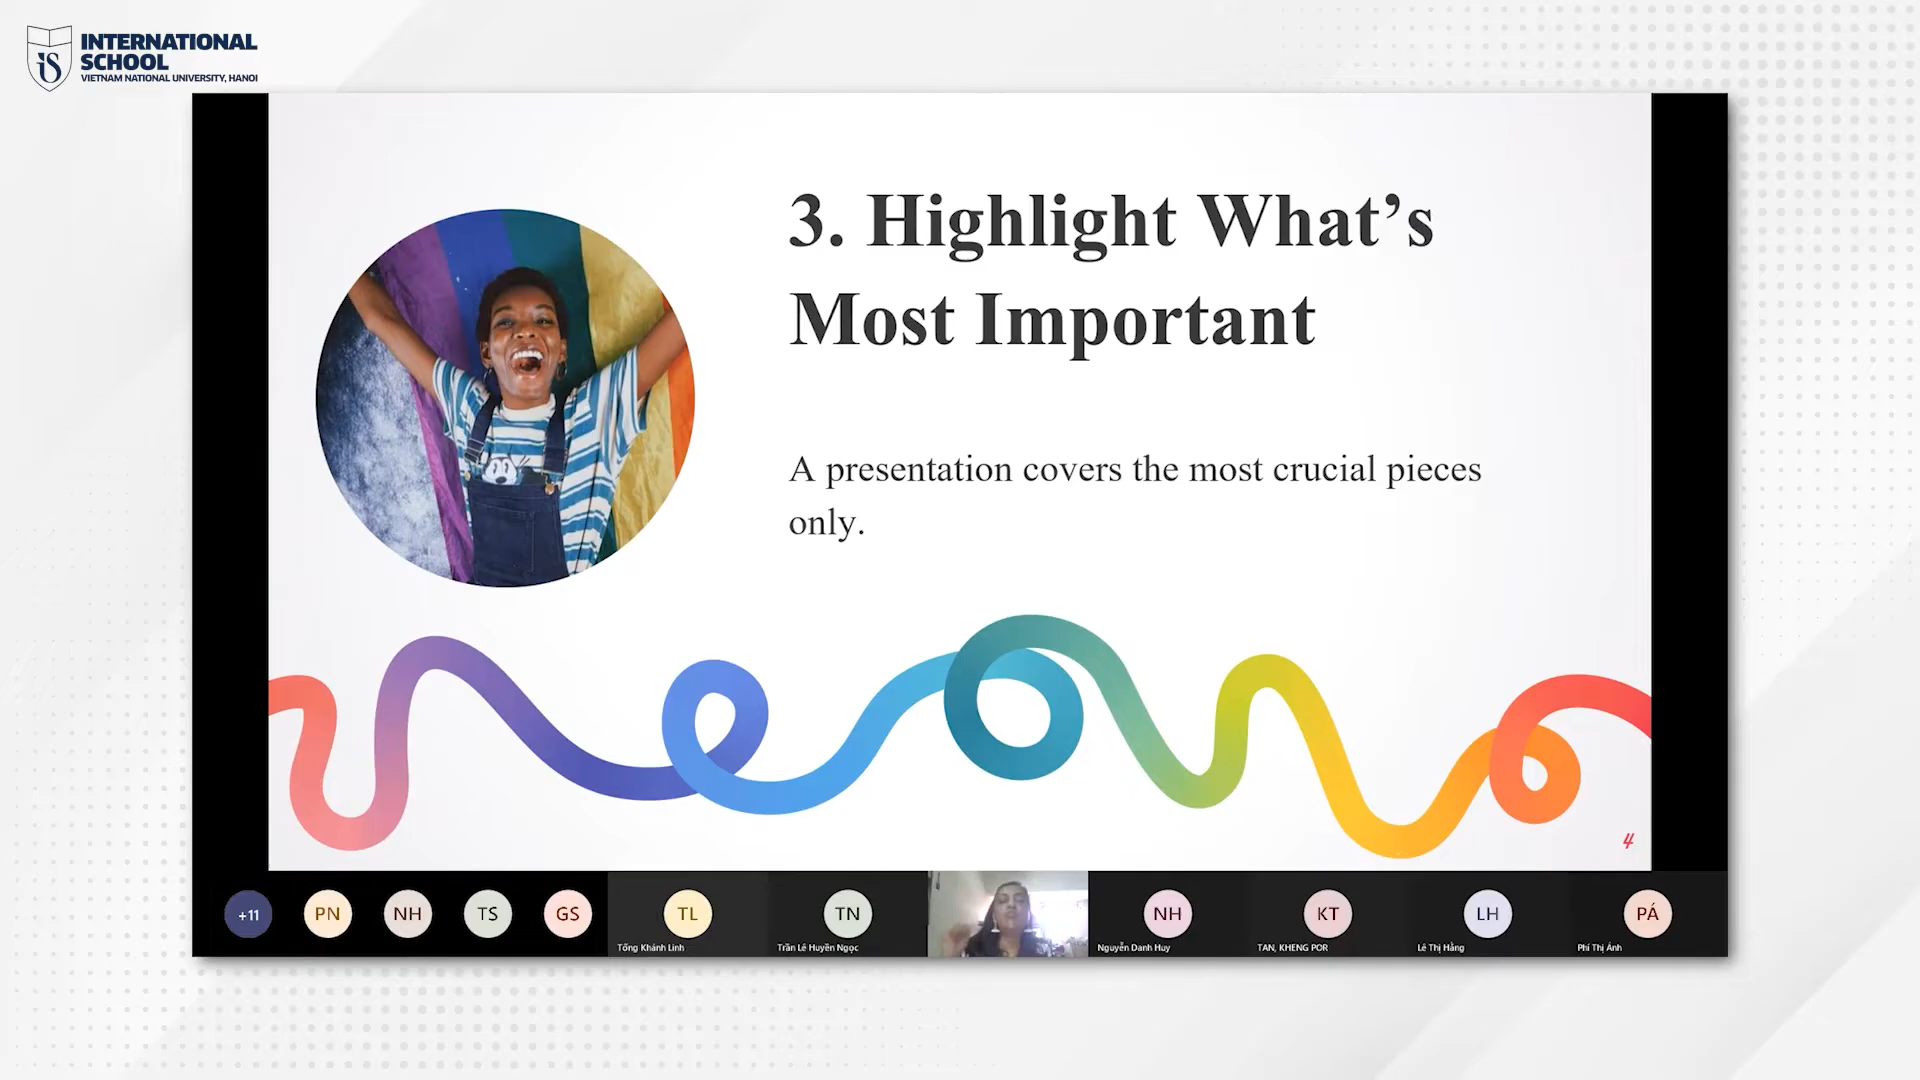 INTERNATIONAL
SCHOOL
VIETNAM NATIONAL UNIVERSITY, HANOI
iS
3. Highlight What’s
Most Important
A presentation covers the most crucial pieces
only.
4
+11
PN
NH
TS
GS
TL
TN
NH
KT
LH
PÁ
Tống Khánh Linh
Trần Lê Huyền Ngọc
Nguyễn Danh Huy
TAN, KHENG POR
Lê Thị Hằng
Phí Thị Ánh